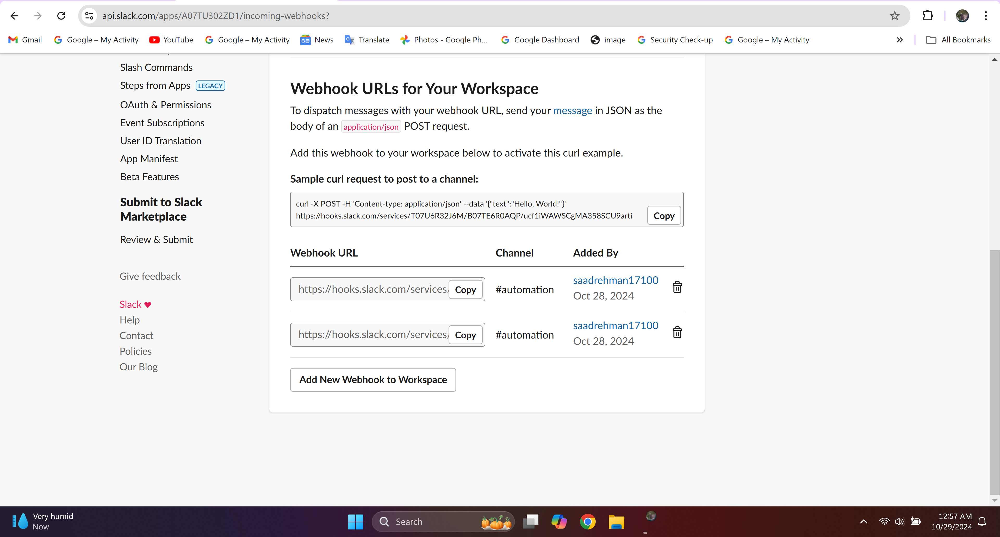 api.slack.com/apps/A07TU302ZD1/incoming-webhooks?
Gmail
Google – My Activity
YouTube
Google – My Activity
News
Translate
Photos - Google Ph...
Google Dashboard
image
Security Check-up
Google – My Activity
All Bookmarks
Slash Commands
Steps from Apps LEGACY
OAuth & Permissions
Event Subscriptions
User ID Translation
App Manifest
Beta Features
Submit to Slack
Marketplace
Review & Submit
Give feedback
Slack ♥
Help
Contact
Policies
Our Blog
Webhook URLs for Your Workspace
To dispatch messages with your webhook URL, send your message in JSON as the
body of an application/json POST request.
Add this webhook to your workspace below to activate this curl example.
Sample curl request to post to a channel:
curl -X POST -H 'Content-type: application/json' --data '{"text":"Hello, World!"}'
https://hooks.slack.com/services/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
Copy
Webhook URL Channel Added By
https://hooks.slack.com/services/ Copy #automation saadrehman17100
Oct 28, 2024
https://hooks.slack.com/services/ Copy #automation saadrehman17100
Oct 28, 2024
Add New Webhook to Workspace
Very humid
Now
Search
12:57 AM
10/29/2024